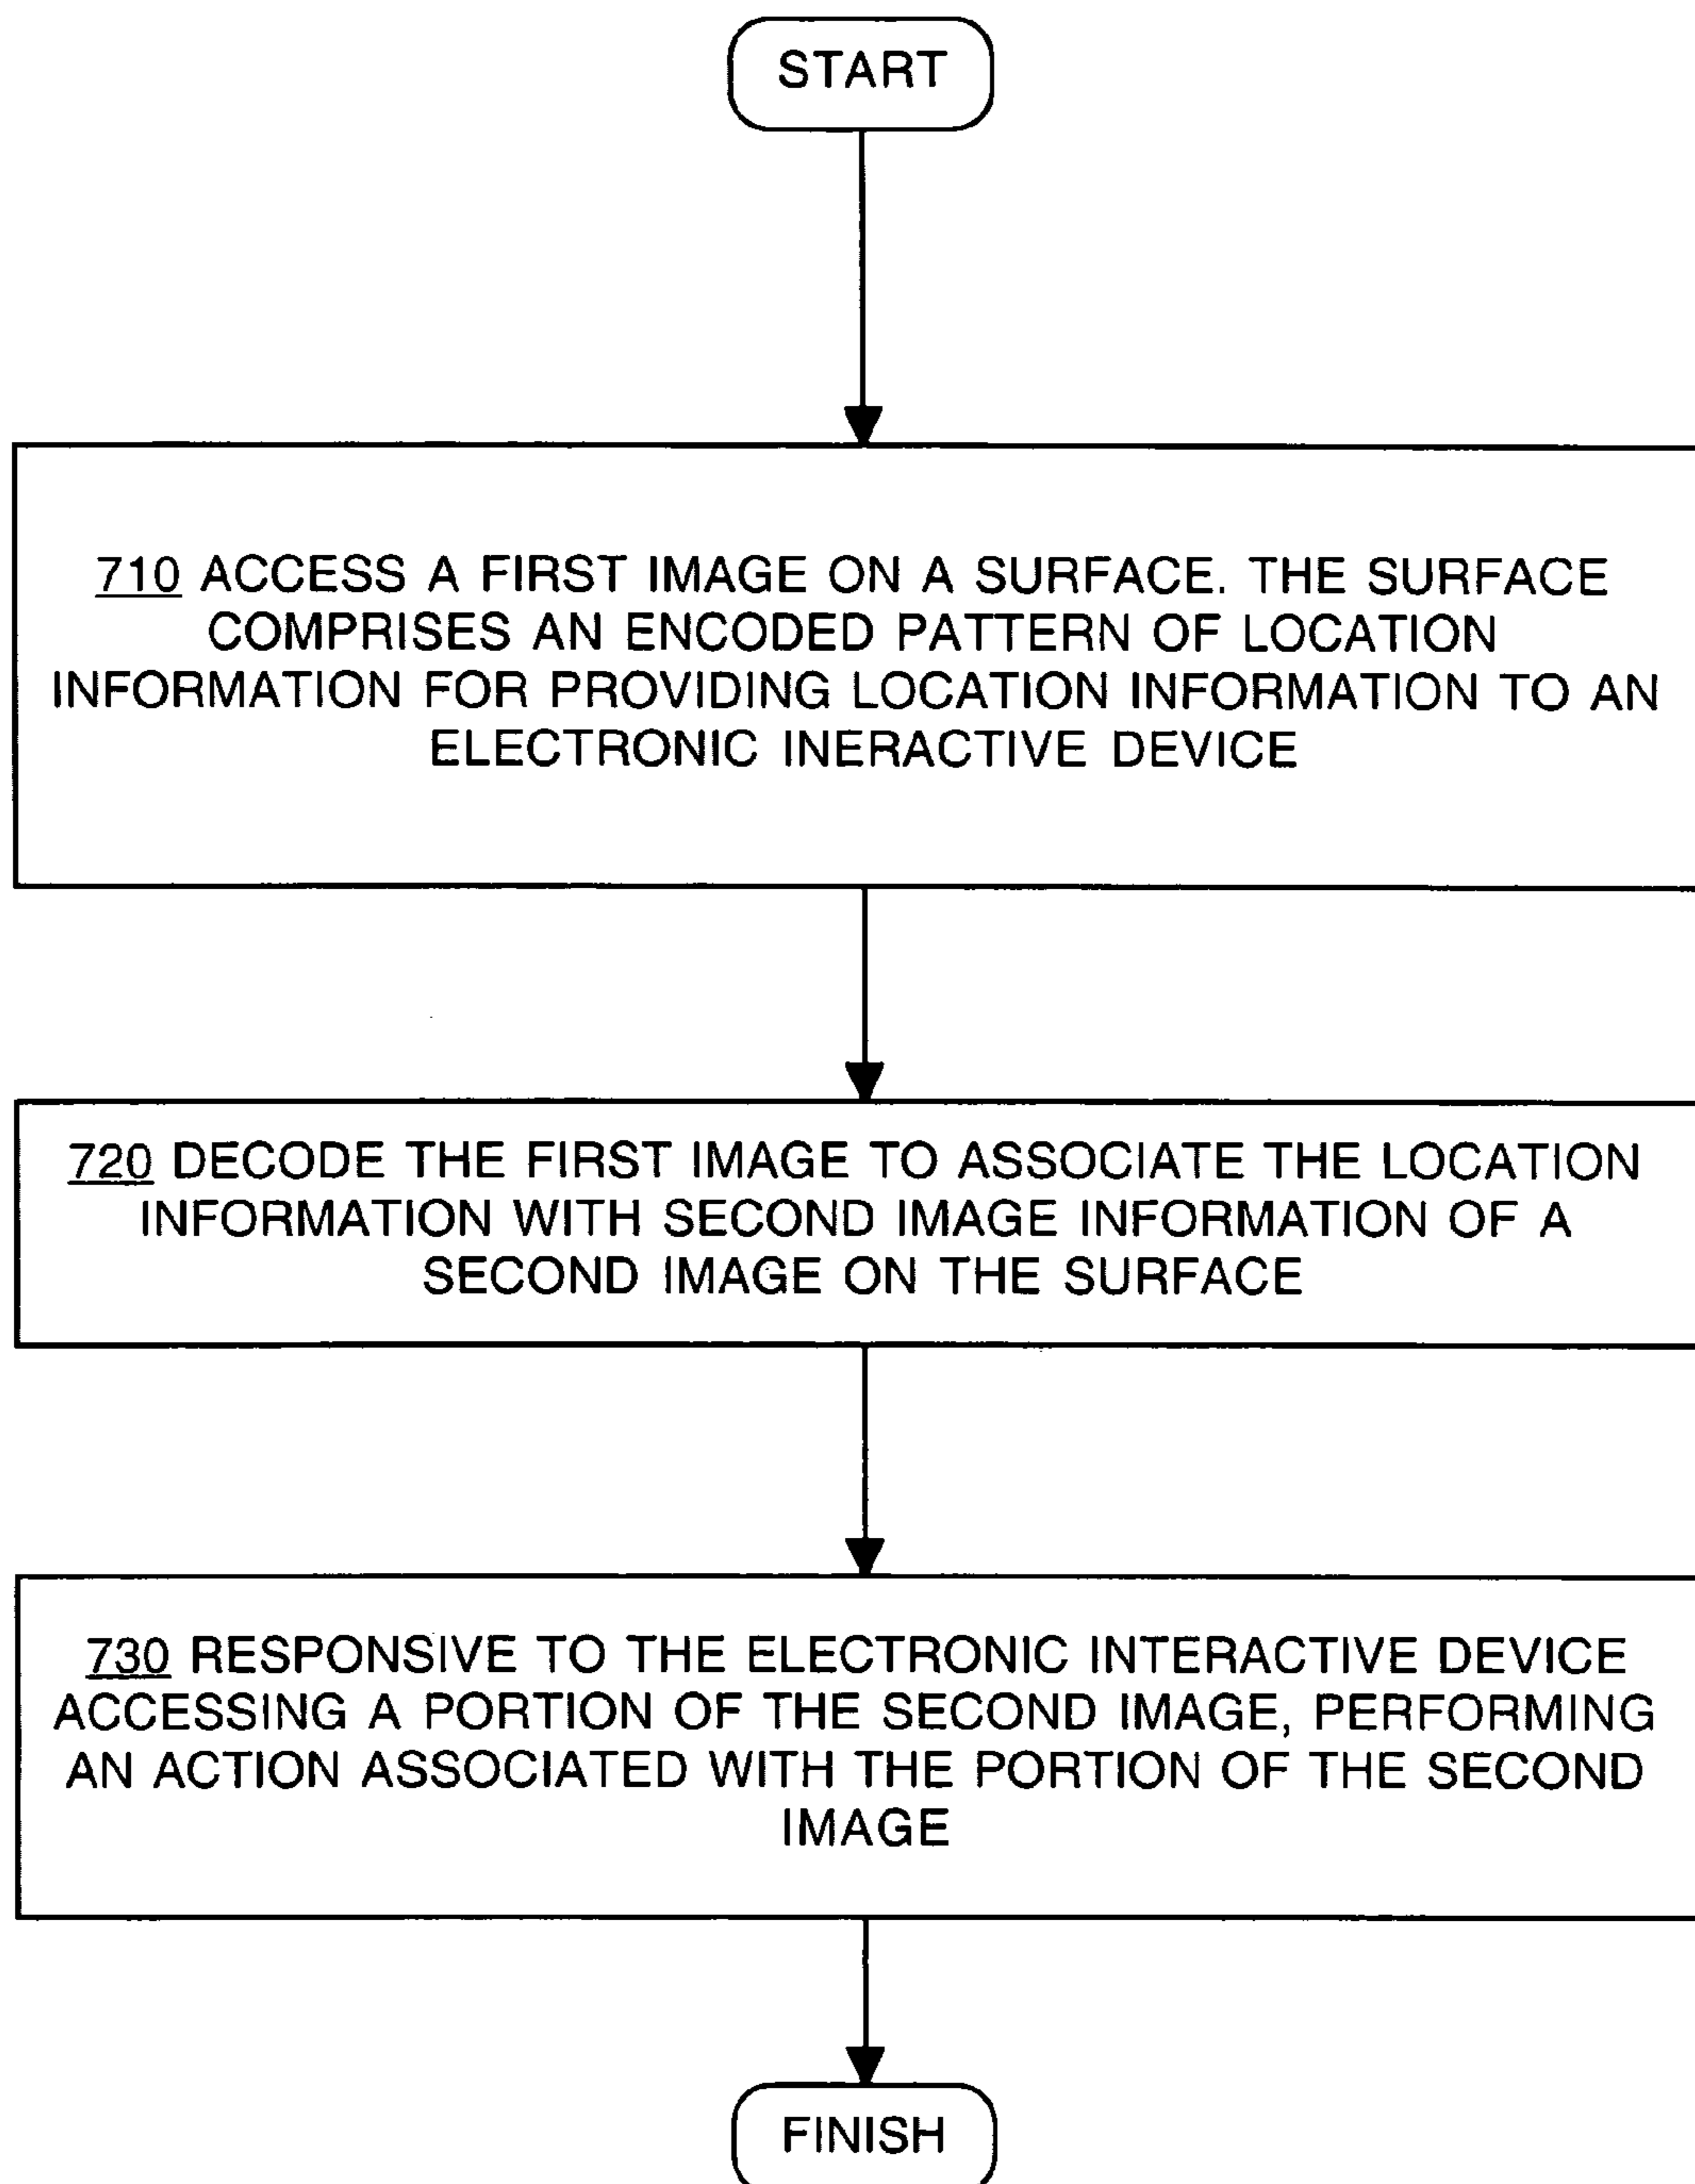 START
710 ACCESS A FIRST IMAGE ON A SURFACE. THE SURFACE
COMPRISES AN ENCODED PATTERN OF LOCATION
INFORMATION FOR PROVIDING LOCATION INFORMATION TO AN
ELECTRONIC INERACTIVE DEVICE
720 DECODE THE FIRST IMAGE TO ASSOCIATE THE LOCATION
INFORMATION WITH SECOND IMAGE INFORMATION OF A
SECOND IMAGE ON THE SURFACE
730 RESPONSIVE TO THE ELECTRONIC INTERACTIVE DEVICE
ACCESSING A PORTION OF THE SECOND IMAGE, PERFORMING
AN ACTION ASSOCIATED WITH THE PORTION OF THE SECOND
IMAGE
FINISH